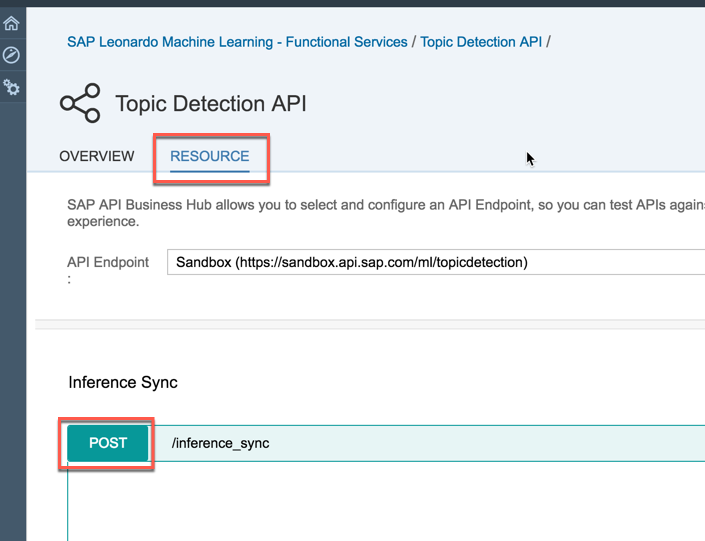 SAP Leonardo Machine Learning - Functional Services / Topic Detection API /
Topic Detection API
OVERVIEW RESOURCE
SAP API Business Hub allows you to select and configure an API Endpoint, so you can test APIs agains
experience.
API Endpoint
:
Sandbox (https://sandbox.api.sap.com/ml/topicdetection)
Inference Sync
POST /inference_sync